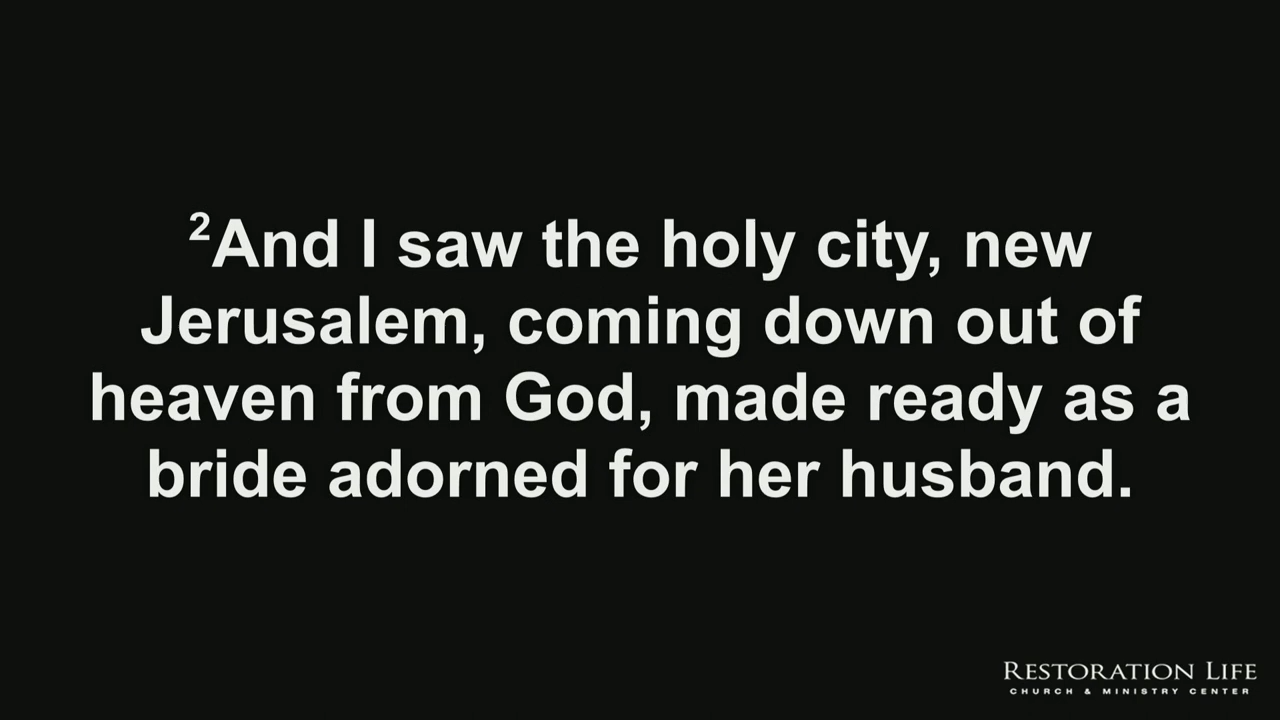 ²And I saw the holy city, new
Jerusalem, coming down out of
heaven from God, made ready as a
bride adorned for her husband.
RESTORATION LIFE
CHURCH & MINISTRY CENTER